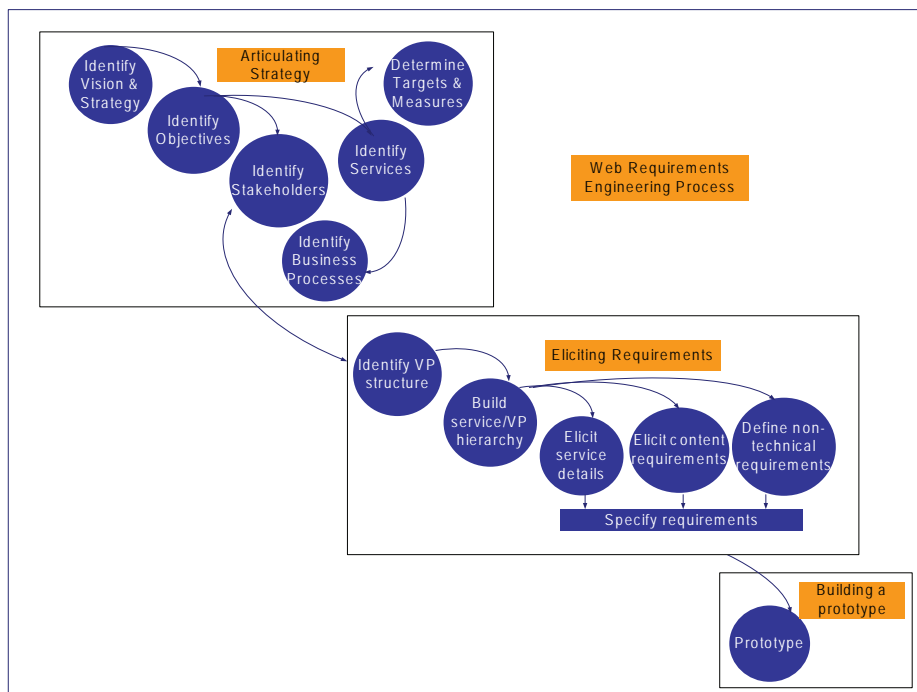 Identify
Vision &
Strategy
Articulating
Strategy
Determine
Targets &
Measures
Identify
Objectives
Identify
Services
Identify
Stakeholders
Identify
Business
Processes
Web Requirements
Engineering Process
Eliciting Requirements
Identify VP
structure
Build
service/VP
hierarchy
Elicit
service
details
Elicit content
requirements
Define non-
technical
requirements
Specify requirements
Building a
prototype
Prototype